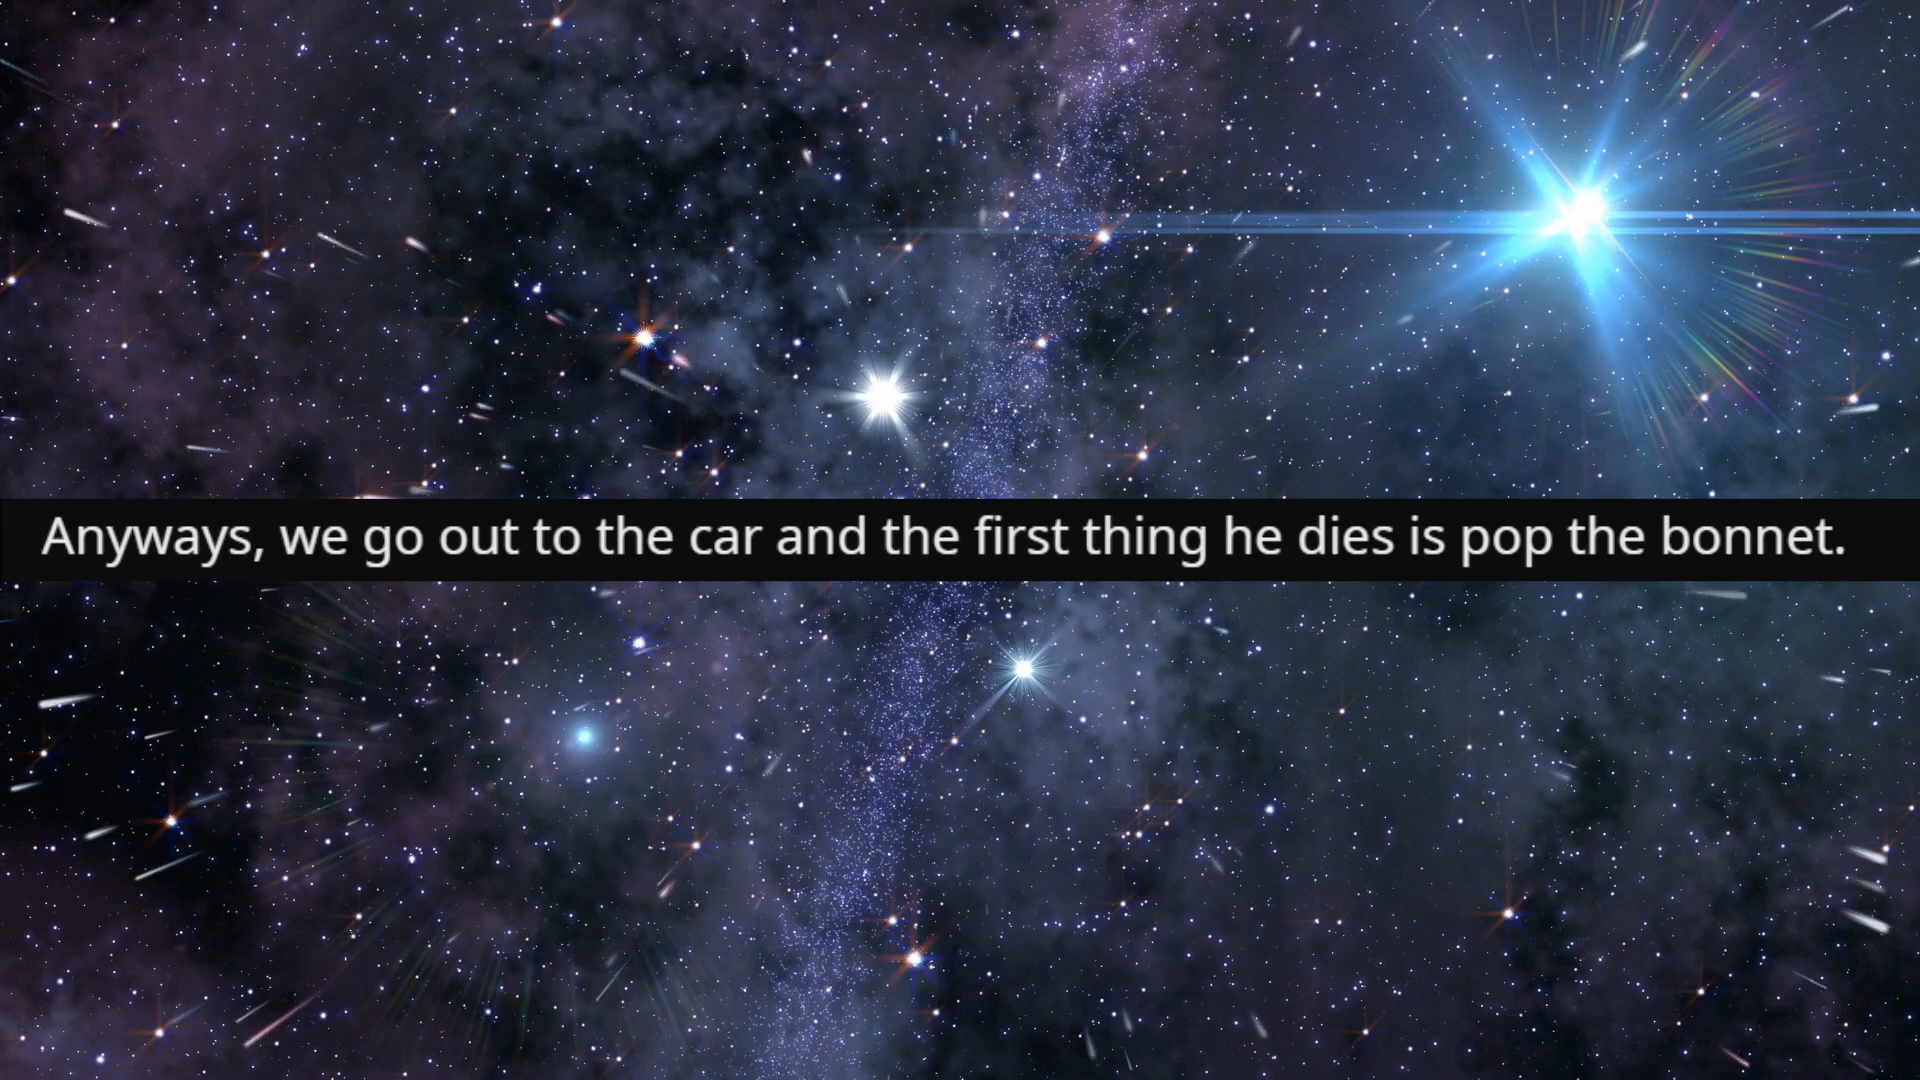 Anyways, we go out to the car and the first thing he dies is pop the bonnet.